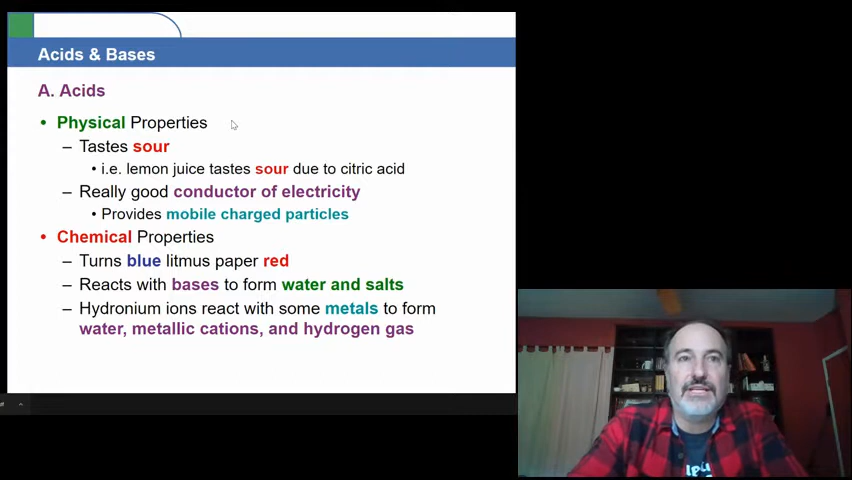 Acids & Bases
A. Acids
• Physical Properties
– Tastes sour
• i.e. lemon juice tastes sour due to citric acid
– Really good conductor of electricity
• Provides mobile charged particles
• Chemical Properties
– Turns blue litmus paper red
– Reacts with bases to form water and salts
– Hydronium ions react with some metals to form
water, metallic cations, and hydrogen gas